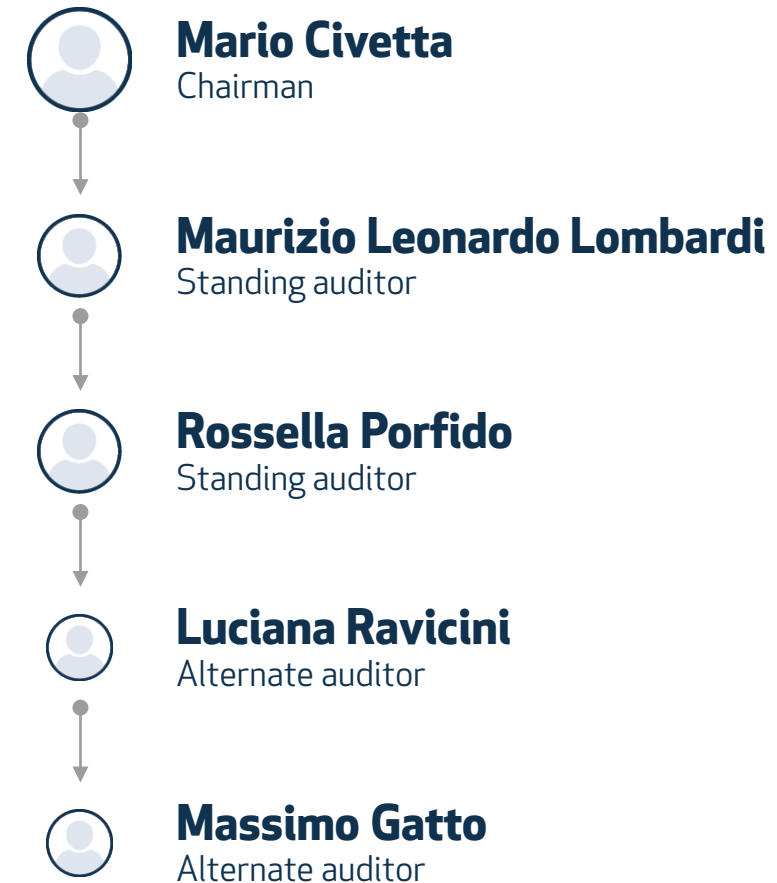 Mario Civetta
Chairman
Maurizio Leonardo Lombardi
Standing auditor
Rossella Porfido
Standing auditor
Luciana Ravicini
Alternate auditor
Massimo Gatto
Alternate auditor